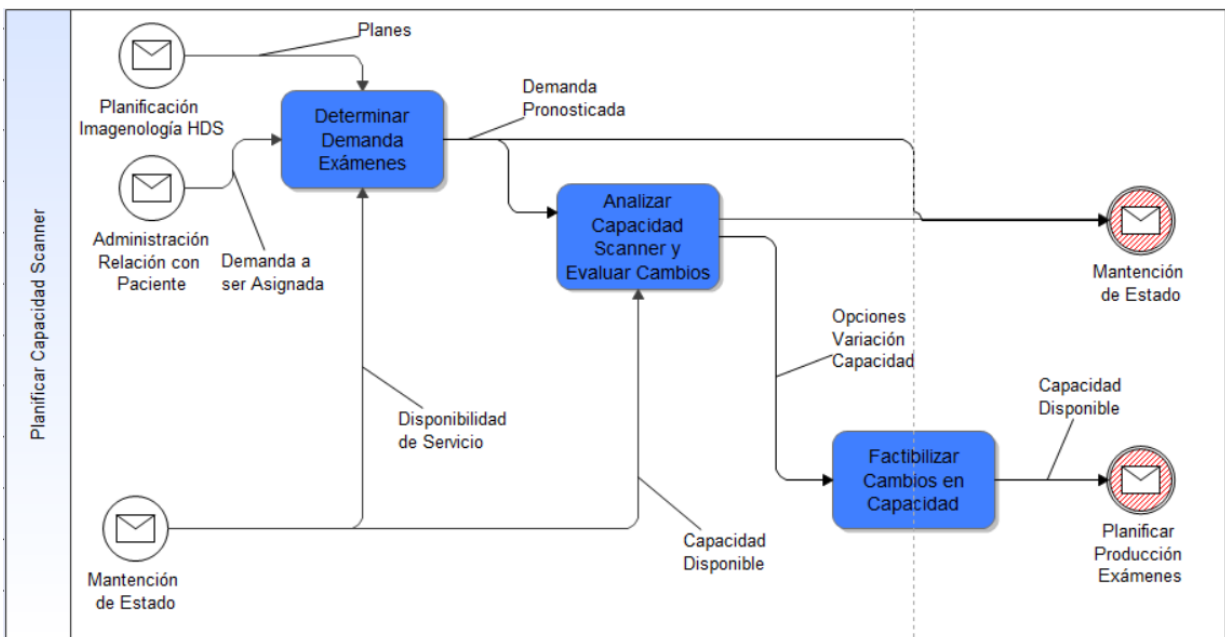 Planificar Capacidad Scanner
Planes
Planificación
Imagenología HDS
Determinar
Demanda
Exámenes
Demanda
Pronosticada
Administración
Relación con
Paciente
Demanda a
ser Asignada
Analizar
Capacidad
Scanner y
Evaluar Cambios
Mantención
de Estado
Opciones
Variación
Capacidad
Disponibilidad
de Servicio
Capacidad
Disponible
Factibilizar
Cambios en
Capacidad
Mantención
de Estado
Capacidad
Disponible
Planificar
Producción
Exámenes